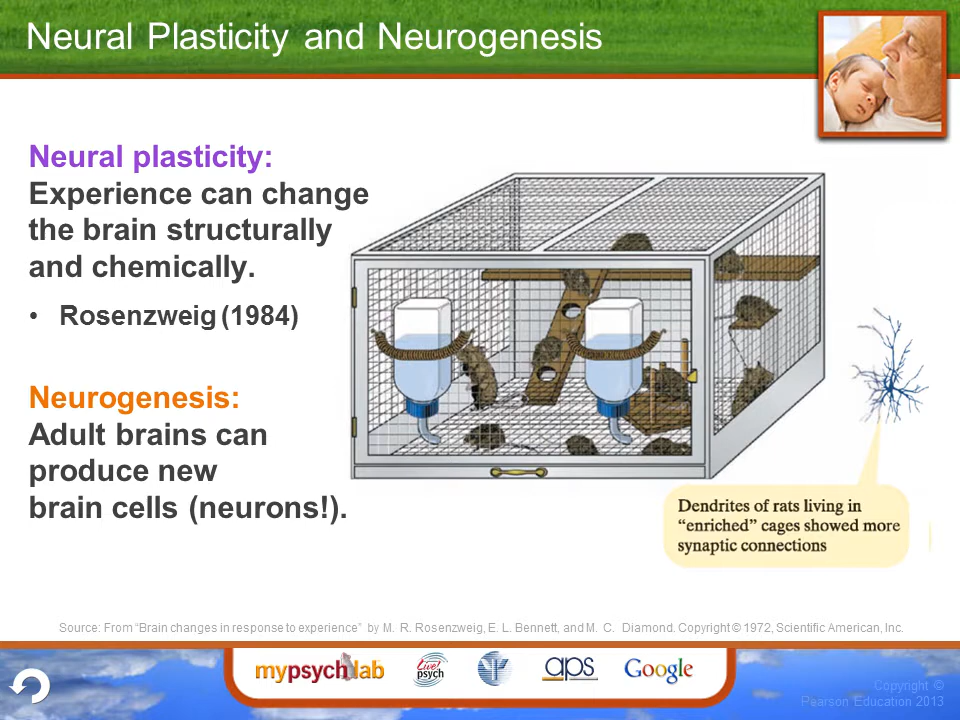 Neural Plasticity and Neurogenesis
Neural plasticity:
Experience can change
the brain structurally
and chemically.
• Rosenzweig (1984)
Neurogenesis:
Adult brains can
produce new
brain cells (neurons!).
Dendrites of rats living in
“enriched” cages showed more
synaptic connections
Source: From “Brain changes in response to experience” by M. R. Rosenzweig, E. L. Bennett, and M. C. Diamond. Copyright © 1972, Scientific American, Inc.
mypsychlab
Live!
psych
aps
Google
Copyright ©
Pearson Education 2013